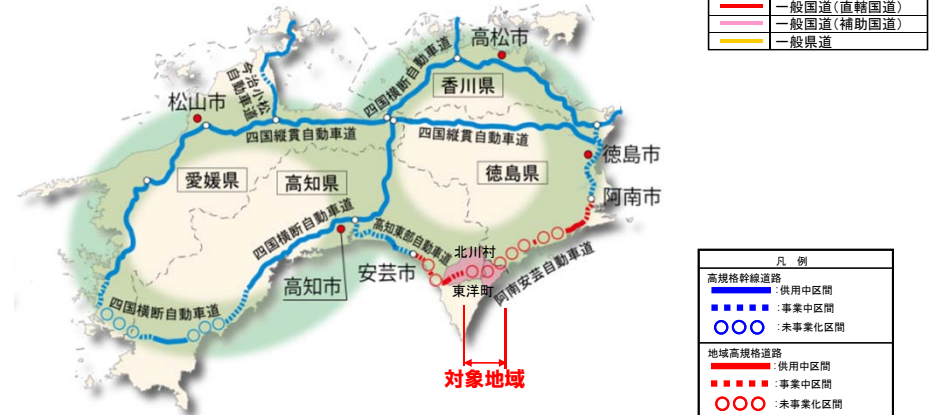 一般国道(直轄国道)
一般国道(補助国道)
一般県道
高松市
香川県
四国横断自動車道
今治小松
自動車道
松山市
四国縦貫自動車道
四国縦貫自動車道
徳島市
愛媛県
高知県
徳島県
阿南市
四国横断自動車道
高知東部自動車道
北川村
安芸市
高知市
東洋町
阿南安芸自動車道
四国横断自動車道
対象地域
凡 例
高規格幹線道路
:供用中区間
:事業中区間
:未事業化区間
地域高規格道路
:供用中区間
:事業中区間
:未事業化区間